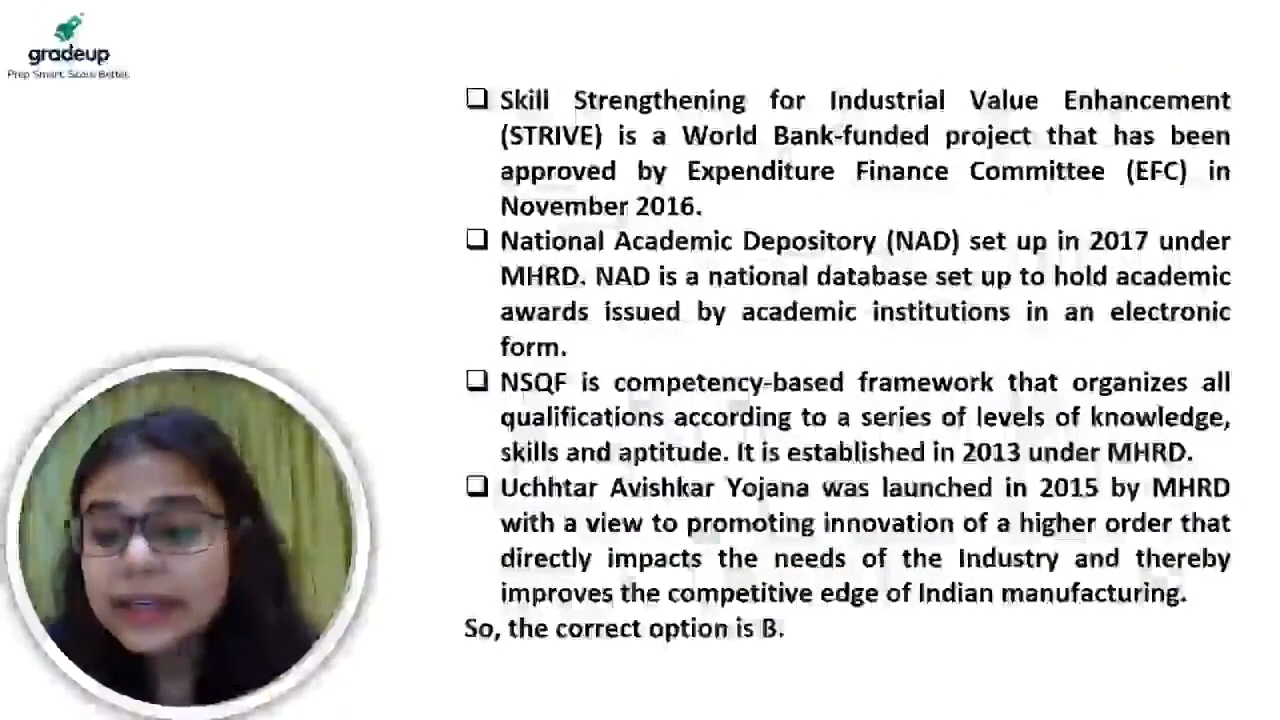 gradeup
Prep Smart. Score Better.
Skill Strengthening for Industrial Value Enhancement
(STRIVE) is a World Bank-funded project that has been
approved by Expenditure Finance Committee (EFC) in
November 2016.
National Academic Depository (NAD) set up in 2017 under
MHRD. NAD is a national database set up to hold academic
awards issued by academic institutions in an electronic
form.
NSQF is competency-based framework that organizes all
qualifications according to a series of levels of knowledge,
skills and aptitude. It is established in 2013 under MHRD.
Uchhtar Avishkar Yojana was launched in 2015 by MHRD
with a view to promoting innovation of a higher order that
directly impacts the needs of the Industry and thereby
improves the competitive edge of Indian manufacturing.
So, the correct option is B.